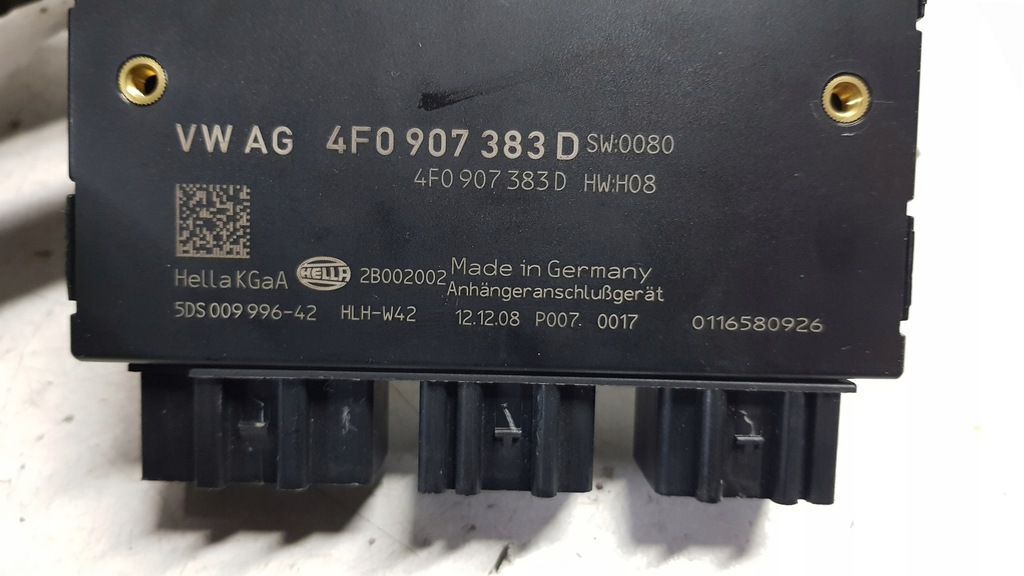 VW AG 4F0 907 383 D SW:0080
4F0 907 383 D HW:H08
Hella KGaA HELLA 2B002002 Made in Germany
Anhängeranschlußgerät
5DS 009 996-42 HLH-W42 12.12.08 P007. 0017 0116580926